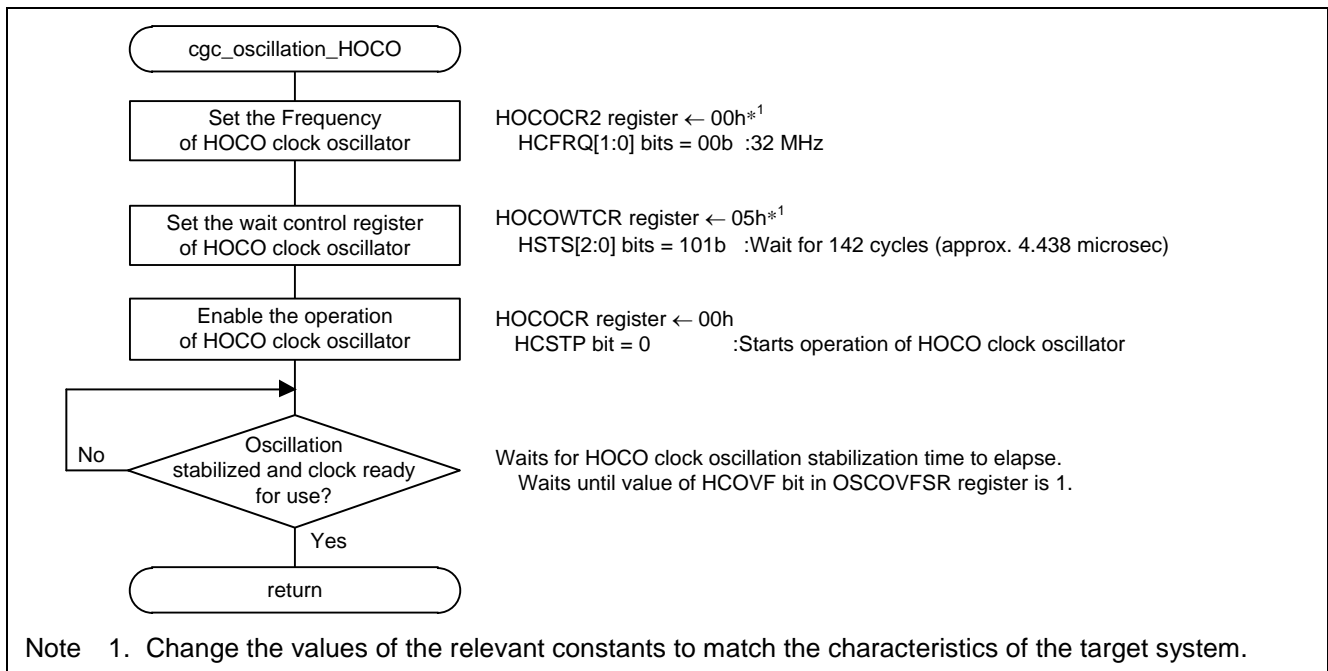 cgc_oscillation_HOCO
Set the Frequency
of HOCO clock oscillator
HOCOCR2 register ← 00h*1
HCFRQ[1:0] bits = 00b :32 MHz
Set the wait control register
of HOCO clock oscillator
HOCOWTCR register ← 05h*1
HSTS[2:0] bits = 101b :Wait for 142 cycles (approx. 4.438 microsec)
Enable the operation
of HOCO clock oscillator
HOCOCR register ← 00h
HCSTP bit = 0 :Starts operation of HOCO clock oscillator
No
Oscillation
stabilized and clock ready
for use?
Waits for HOCO clock oscillation stabilization time to elapse.
Waits until value of HCOVF bit in OSCOVFSR register is 1.
Yes
return
Note 1. Change the values of the relevant constants to match the characteristics of the target system.